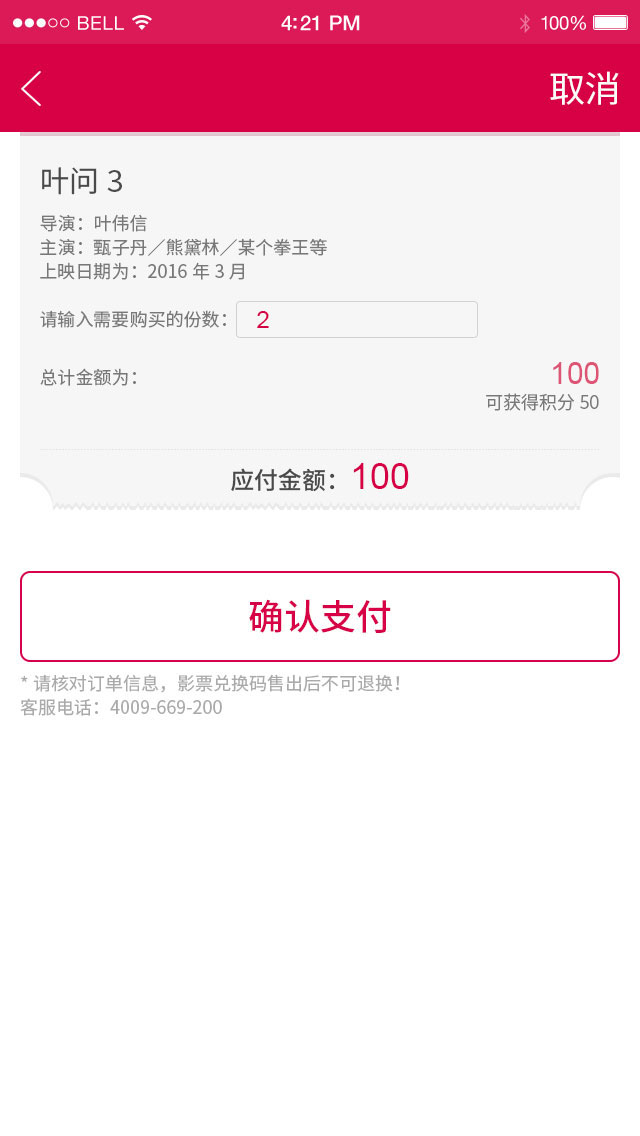 BELL 4:21 PM 100%
取消
叶问 3
导演：叶伟信
主演：甄子丹／熊黛林／某个拳王等
上映日期为：2016 年 3 月
请输入需要购买的份数： 2
总计金额为： 100
可获得积分 50
应付金额：100
确认支付
* 请核对订单信息，影票兑换码售出后不可退换！
客服电话：4009-669-200